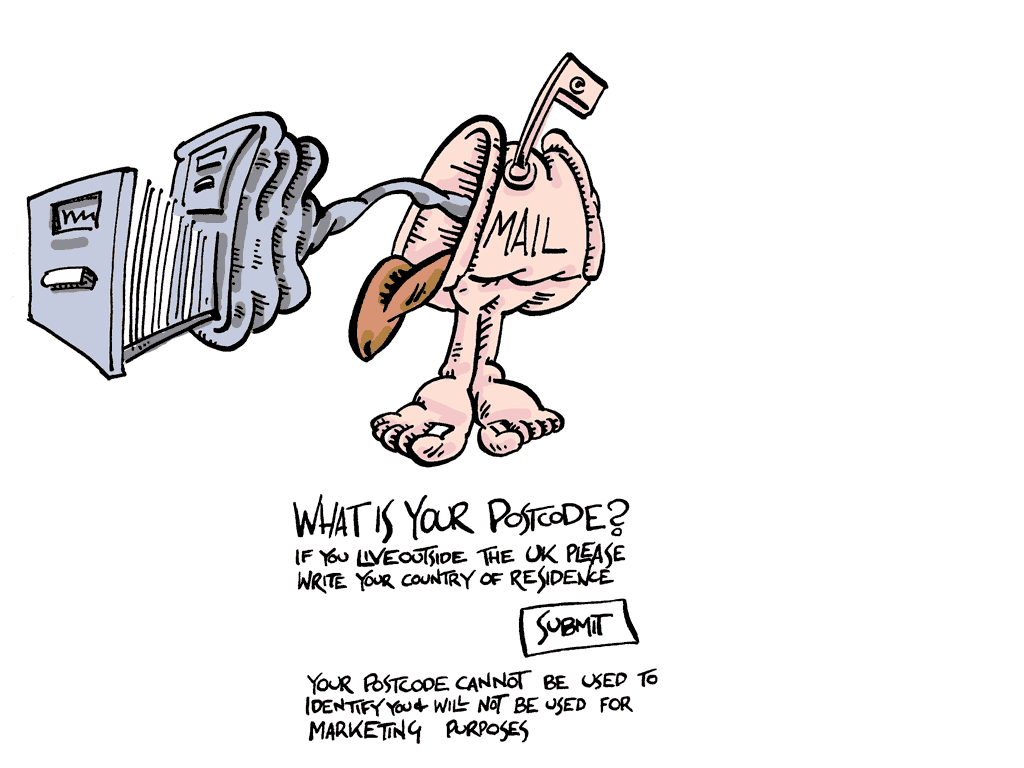 @
MAIL
WHAT IS YOUR POSTCODE?
IF YOU LIVE OUTSIDE THE UK PLEASE
WRITE YOUR COUNTRY OF RESIDENCE
SUBMIT
YOUR POSTCODE CANNOT BE USED TO
IDENTIFY YOU & WILL NOT BE USED FOR
MARKETING PURPOSES